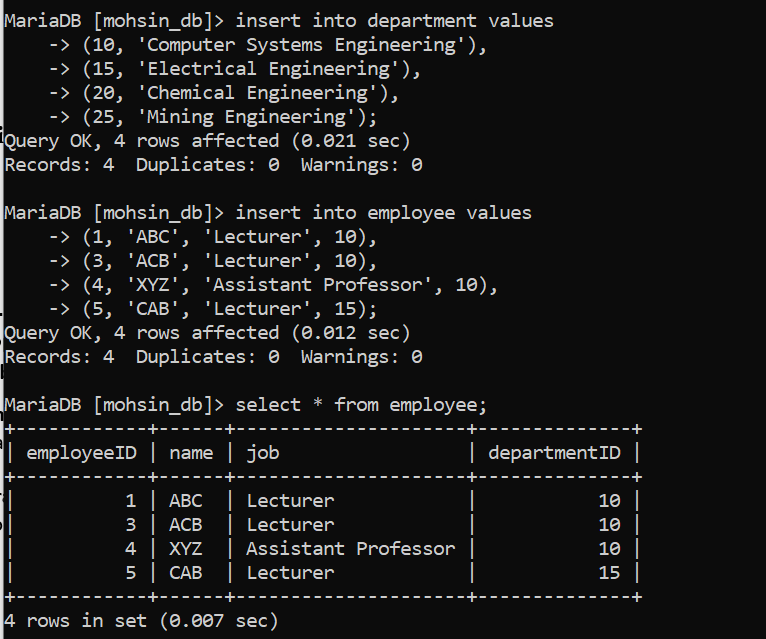 MariaDB [mohsin_db]> insert into department values
    -> (10, 'Computer Systems Engineering'),
    -> (15, 'Electrical Engineering'),
    -> (20, 'Chemical Engineering'),
    -> (25, 'Mining Engineering');
Query OK, 4 rows affected (0.021 sec)
Records: 4  Duplicates: 0  Warnings: 0

MariaDB [mohsin_db]> insert into employee values
    -> (1, 'ABC', 'Lecturer', 10),
    -> (3, 'ACB', 'Lecturer', 10),
    -> (4, 'XYZ', 'Assistant Professor', 10),
    -> (5, 'CAB', 'Lecturer', 15);
Query OK, 4 rows affected (0.012 sec)
Records: 4  Duplicates: 0  Warnings: 0

MariaDB [mohsin_db]> select * from employee;
+------------+------+---------------------+--------------+
| employeeID | name | job                 | departmentID |
+------------+------+---------------------+--------------+
|          1 | ABC  | Lecturer            |           10 |
|          3 | ACB  | Lecturer            |           10 |
|          4 | XYZ  | Assistant Professor |           10 |
|          5 | CAB  | Lecturer            |           15 |
+------------+------+---------------------+--------------+
4 rows in set (0.007 sec)